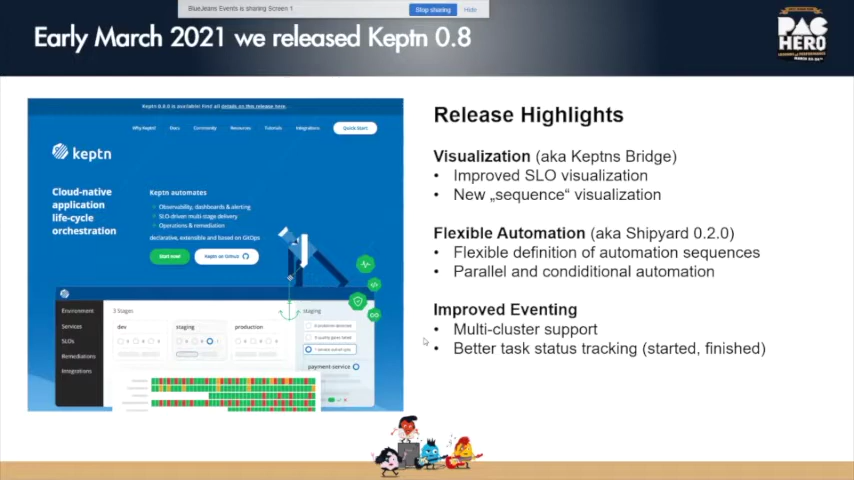 BlueJeans Events is sharing Screen 1
Stop sharing
Hide
Early March 2021 we released Keptn 0.8
PAC
HERO
Keptn 0.8.0 is available! Find all details on this release here.
Why Keptn?
Docs
Community
Resources
Tutorials
Integrations
Quick Start
keptn
Cloud-native
application
life-cycle
orchestration
Keptn automates
Observability, dashboards & alerting
SLO-driven multi-stage delivery
Operations & remediation
declarative, extensible and based on GitOps
Start now!
Keptn on Github
Environment
Services
SLOs
Remediations
Integrations
3 Stages
dev
staging
production
staging
payment-service
Release Highlights
Visualization (aka Keptns Bridge)
• Improved SLO visualization
• New „sequence“ visualization
Flexible Automation (aka Shipyard 0.2.0)
• Flexible definition of automation sequences
• Parallel and condiditional automation
Improved Eventing
• Multi-cluster support
• Better task status tracking (started, finished)